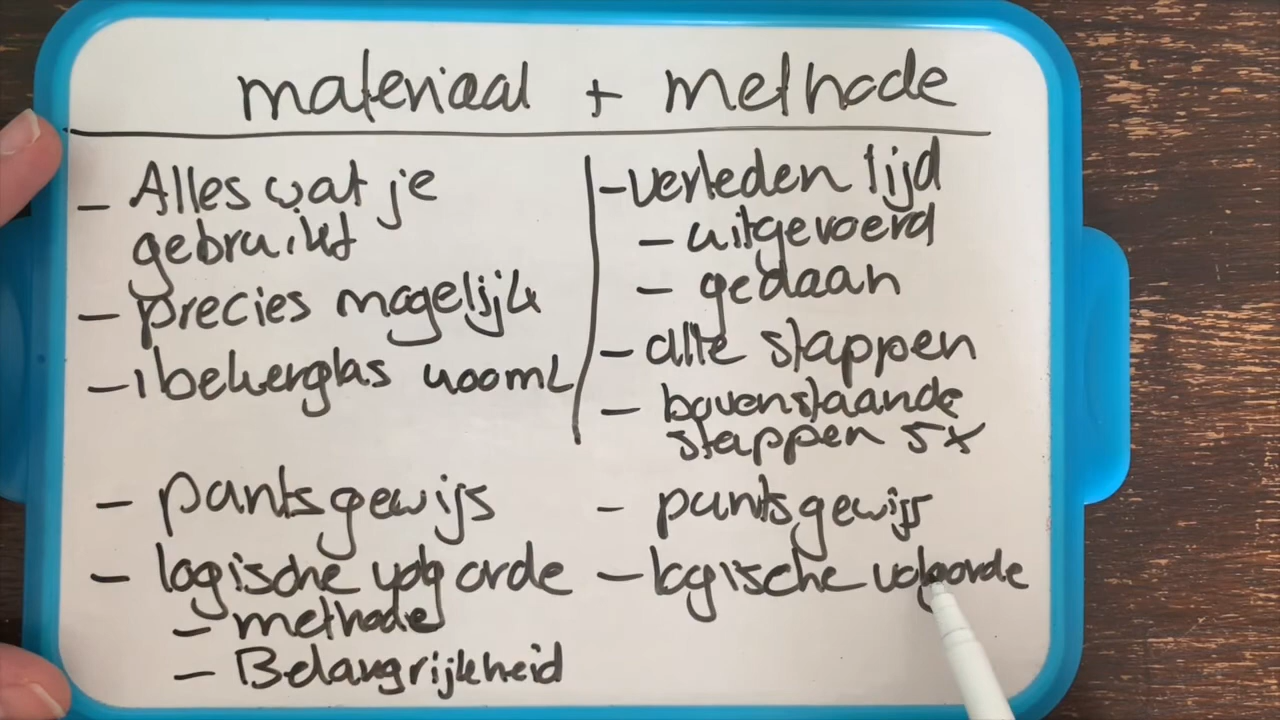 materiaal + methode
- Alles wat je
gebruikt
- precies mogelijk
- 1 bekerglas 400mL
- puntsgewijs
- logische volgorde
- methode
- Belangrijkheid
- verleden tijd
- uitgevoerd
- gedaan
- alle stappen
- bovenstaande
stappen 5x
- puntsgewijs
- logische volgorde